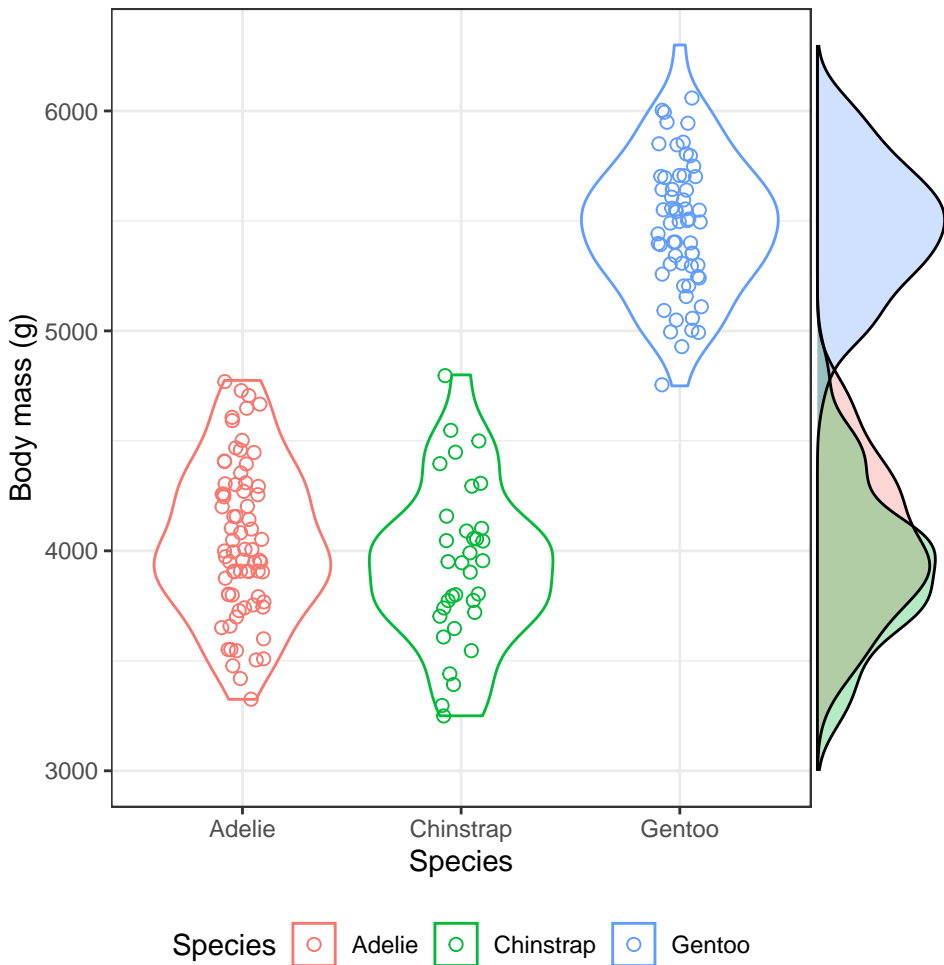 Body mass (g)
6000
5000
4000
3000
Adelie Chinstrap Gentoo
Species
Species Adelie Chinstrap Gentoo